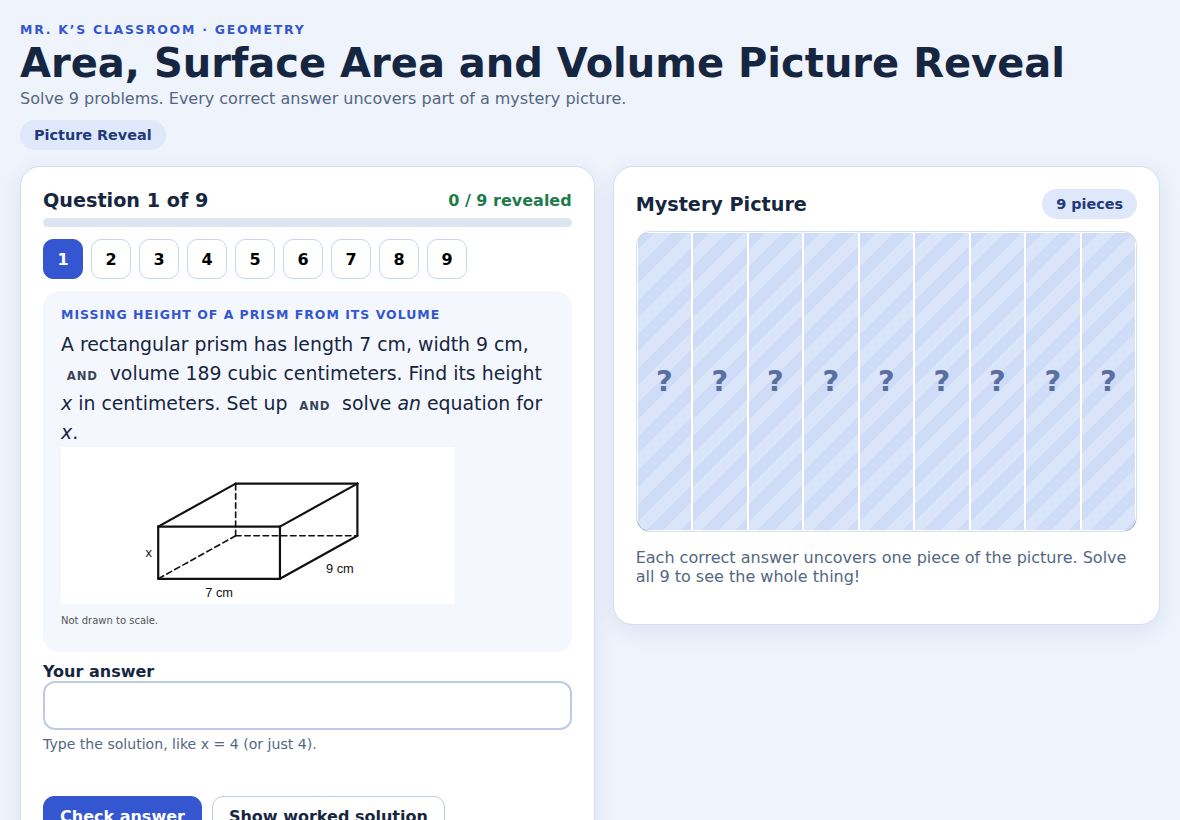 MR. K’S CLASSROOM · GEOMETRY
Area, Surface Area and Volume Picture Reveal
Solve 9 problems. Every correct answer uncovers part of a mystery picture.
Picture Reveal
Question 1 of 9
0 / 9 revealed
1 2 3 4 5 6 7 8 9
MISSING HEIGHT OF A PRISM FROM ITS VOLUME
A rectangular prism has length 7 cm, width 9 cm,
AND volume 189 cubic centimeters. Find its height
x in centimeters. Set up AND solve an equation for
x.
x
9 cm
7 cm
Not drawn to scale.
Your answer
Type the solution, like x = 4 (or just 4).
Check answer
Show worked solution
Mystery Picture
9 pieces
? ? ? ? ? ? ? ? ?
Each correct answer uncovers one piece of the picture. Solve
all 9 to see the whole thing!